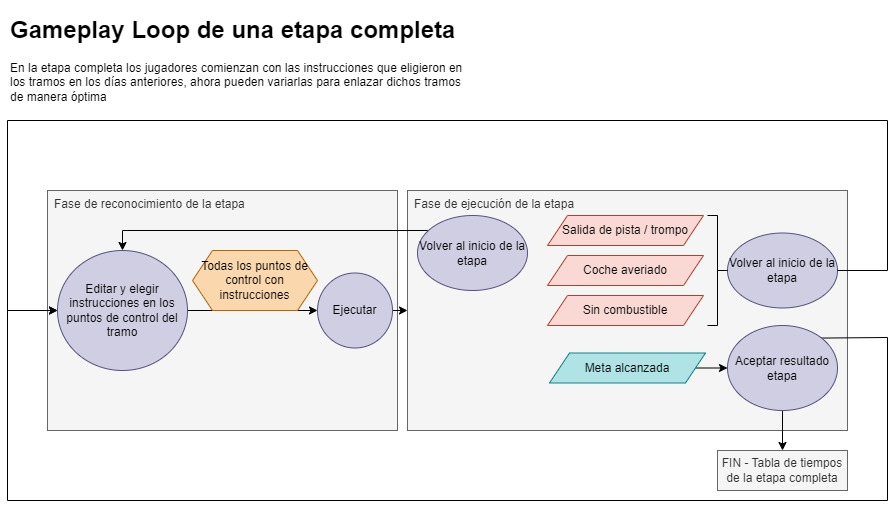 Gameplay Loop de una etapa completa
En la etapa completa los jugadores comienzan con las instrucciones que eligieron en
los tramos en los días anteriores, ahora pueden variarlas para enlazar dichos tramos
de manera óptima
Fase de reconocimiento de la etapa
Editar y elegir
instrucciones en los
puntos de control del
tramo
Todas los puntos de
control con
instrucciones
Ejecutar
Fase de ejecución de la etapa
Volver al inicio de la
etapa
Salida de pista / trompo
Coche averiado
Sin combustible
Volver al inicio de la
etapa
Meta alcanzada
Aceptar resultado
etapa
FIN - Tabla de tiempos
de la etapa completa